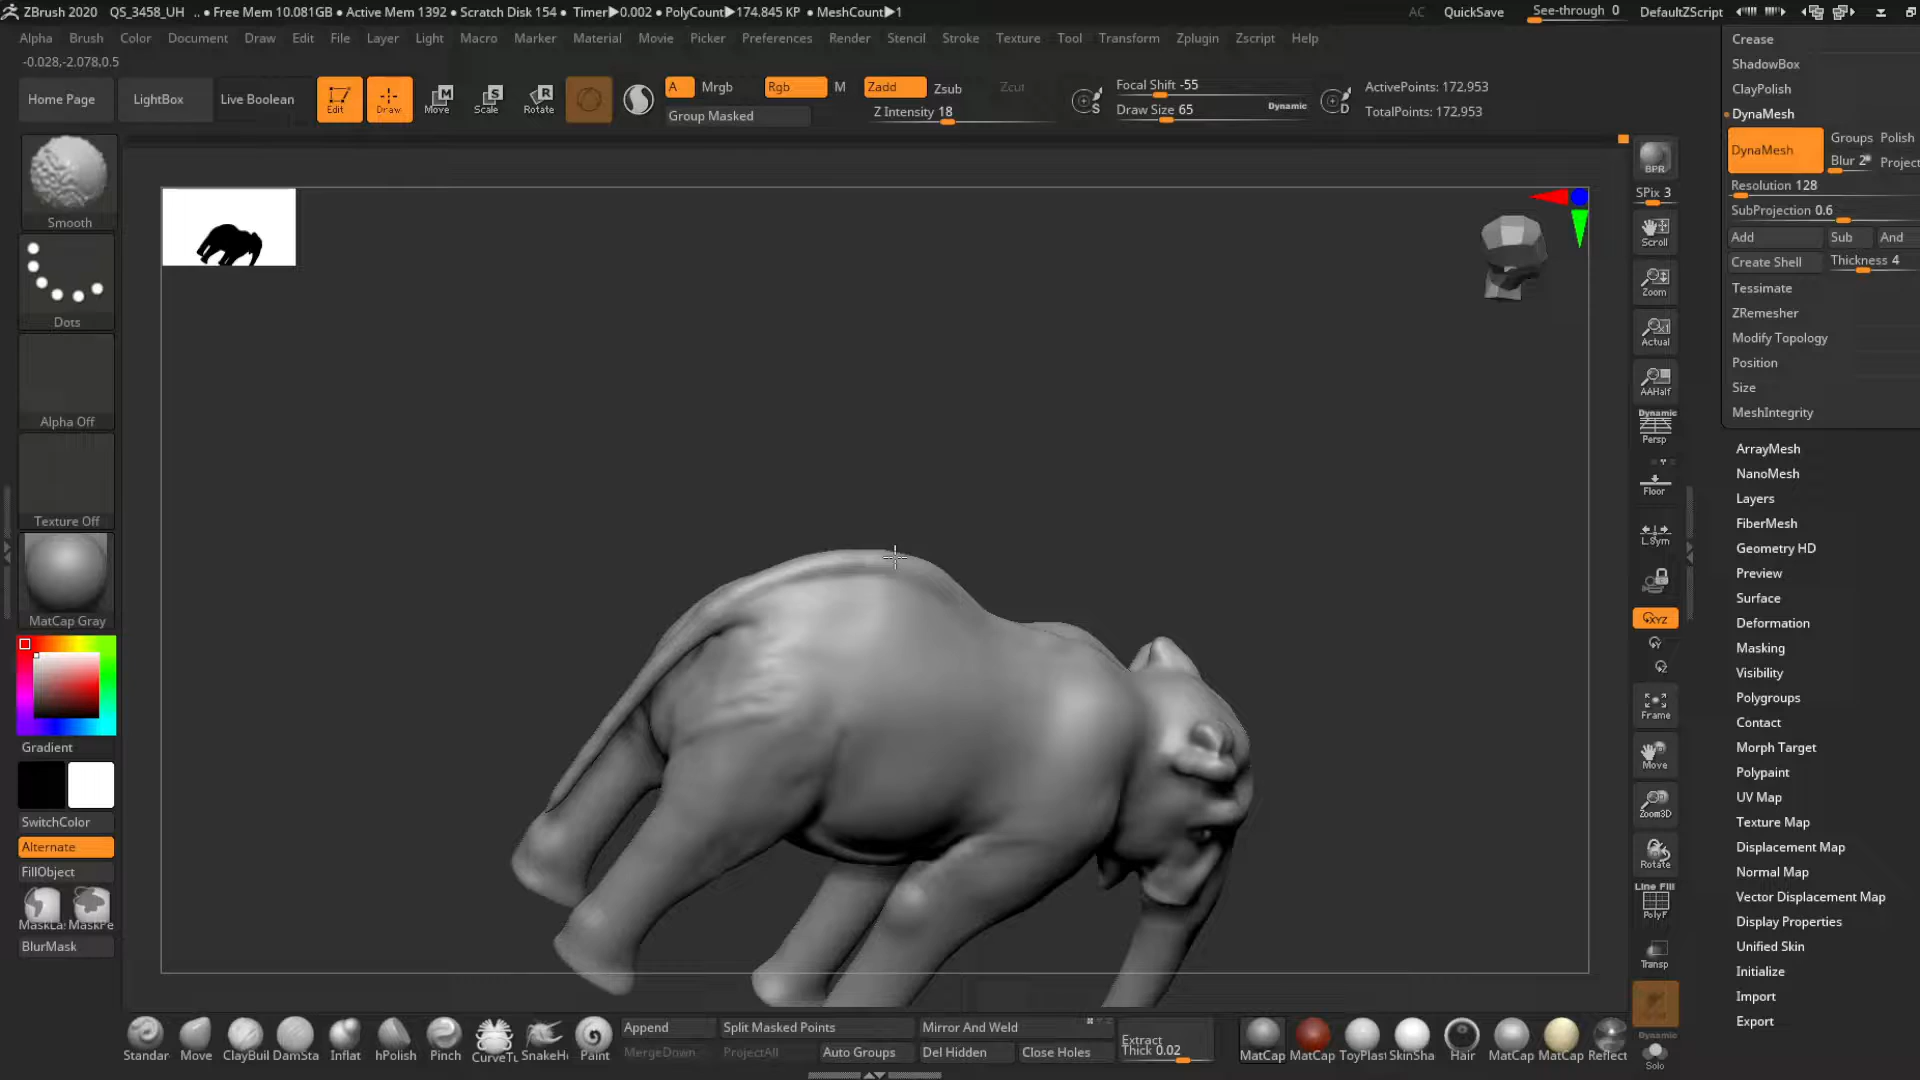 ZBrush 2020 QS_3458_UH .. ● Free Mem 10.081GB ● Active Mem 1392 ● Scratch Disk 154 ● Timer▶0.002 ● PolyCount▶174.845 KP ● MeshCount▶1 AC QuickSave See-through 0 DefaultZScript
Alpha Brush Color Document Draw Edit File Layer Light Macro Marker Material Movie Picker Preferences Render Stencil Stroke Texture Tool Transform Zplugin Zscript Help
-0.028,-2.078,0.5
Home Page LightBox Live Boolean Edit Draw Move Scale Rotate
A Mrgb Rgb M Zadd Zsub Zcut
Group Masked Z Intensity 18
Focal Shift -55
Draw Size 65 Dynamic
ActivePoints: 172,953
TotalPoints: 172,953
Smooth
Dots
Alpha Off
Texture Off
MatCap Gray
Gradient
SwitchColor
Alternate
FillObject
MaskLa MaskPe
BlurMask
BPR
SPix 3
Scroll
Zoom
Actual
AAHalf
Dynamic
Persp
Floor
L.Sym
XYZ
Frame
Move
Zoom3D
Rotate
Line Fill
PolyF
Transp
Dynamic
Solo
Crease
ShadowBox
ClayPolish
DynaMesh
DynaMesh Groups Polish
Blur 2 Project
Resolution 128
SubProjection 0.6
Add Sub And
Create Shell Thickness 4
Tessimate
ZRemesher
Modify Topology
Position
Size
MeshIntegrity
ArrayMesh
NanoMesh
Layers
FiberMesh
Geometry HD
Preview
Surface
Deformation
Masking
Visibility
Polygroups
Contact
Morph Target
Polypaint
UV Map
Texture Map
Displacement Map
Normal Map
Vector Displacement Map
Display Properties
Unified Skin
Initialize
Import
Export
Standar Move ClayBuil DamSta Inflat hPolish Pinch CurveTu SnakeH Paint
Append Split Masked Points Mirror And Weld
MergeDown ProjectAll Auto Groups Del Hidden Close Holes
Extract
Thick 0.02
MatCap MatCap ToyPlast SkinSha Hair MatCap MatCap Reflect